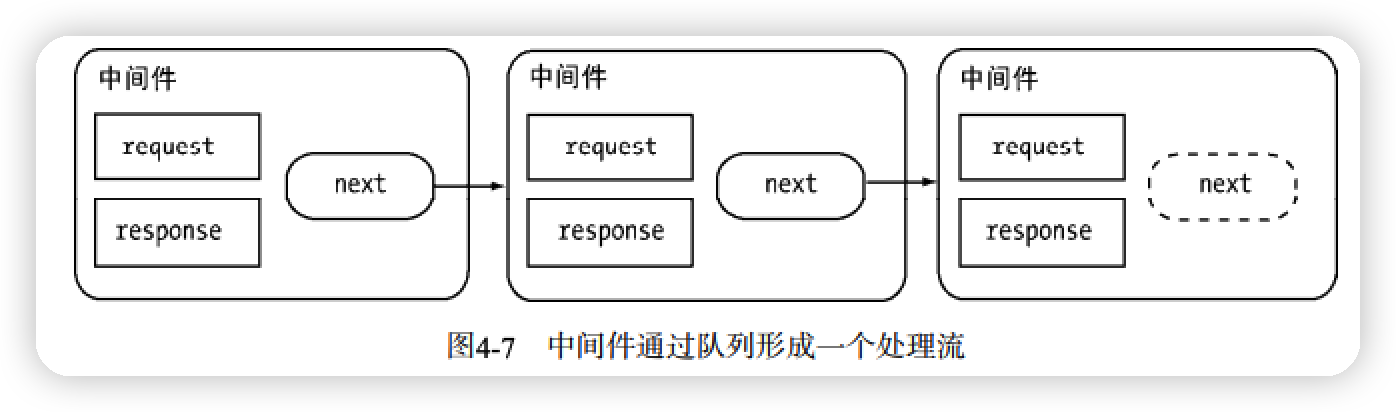 中间件
request
next
response
中间件
request
next
response
中间件
request
next
response
图4-7 中间件通过队列形成一个处理流